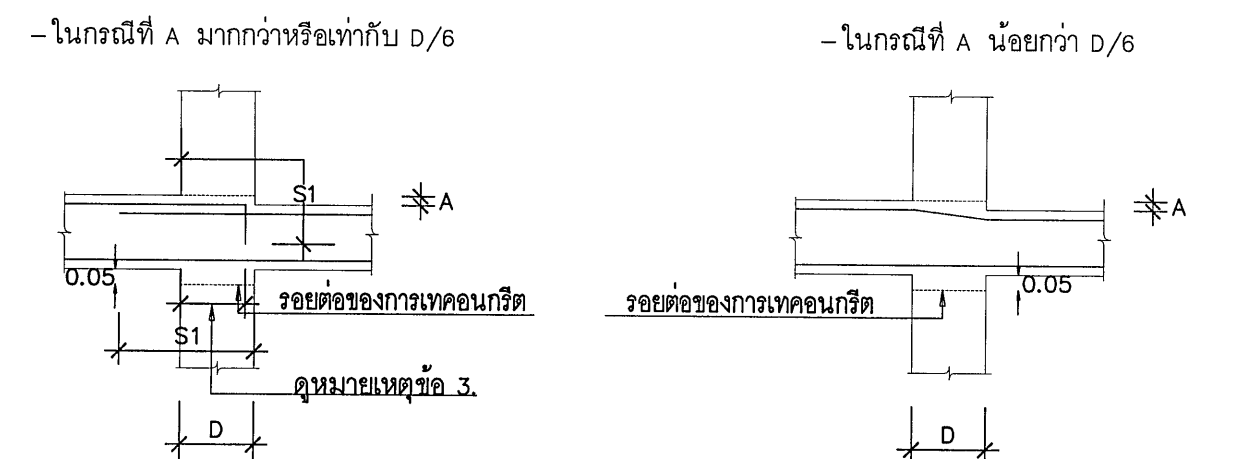 –ในกรณีที่ A มากกว่าหรือเท่ากับ D/6
S1
A
0.05
รอยต่อของการเทคอนกรีต
S1
ดูหมายเหตุข้อ 3.
D
–ในกรณีที่ A น้อยกว่า D/6
A
0.05
รอยต่อของการเทคอนกรีต
D